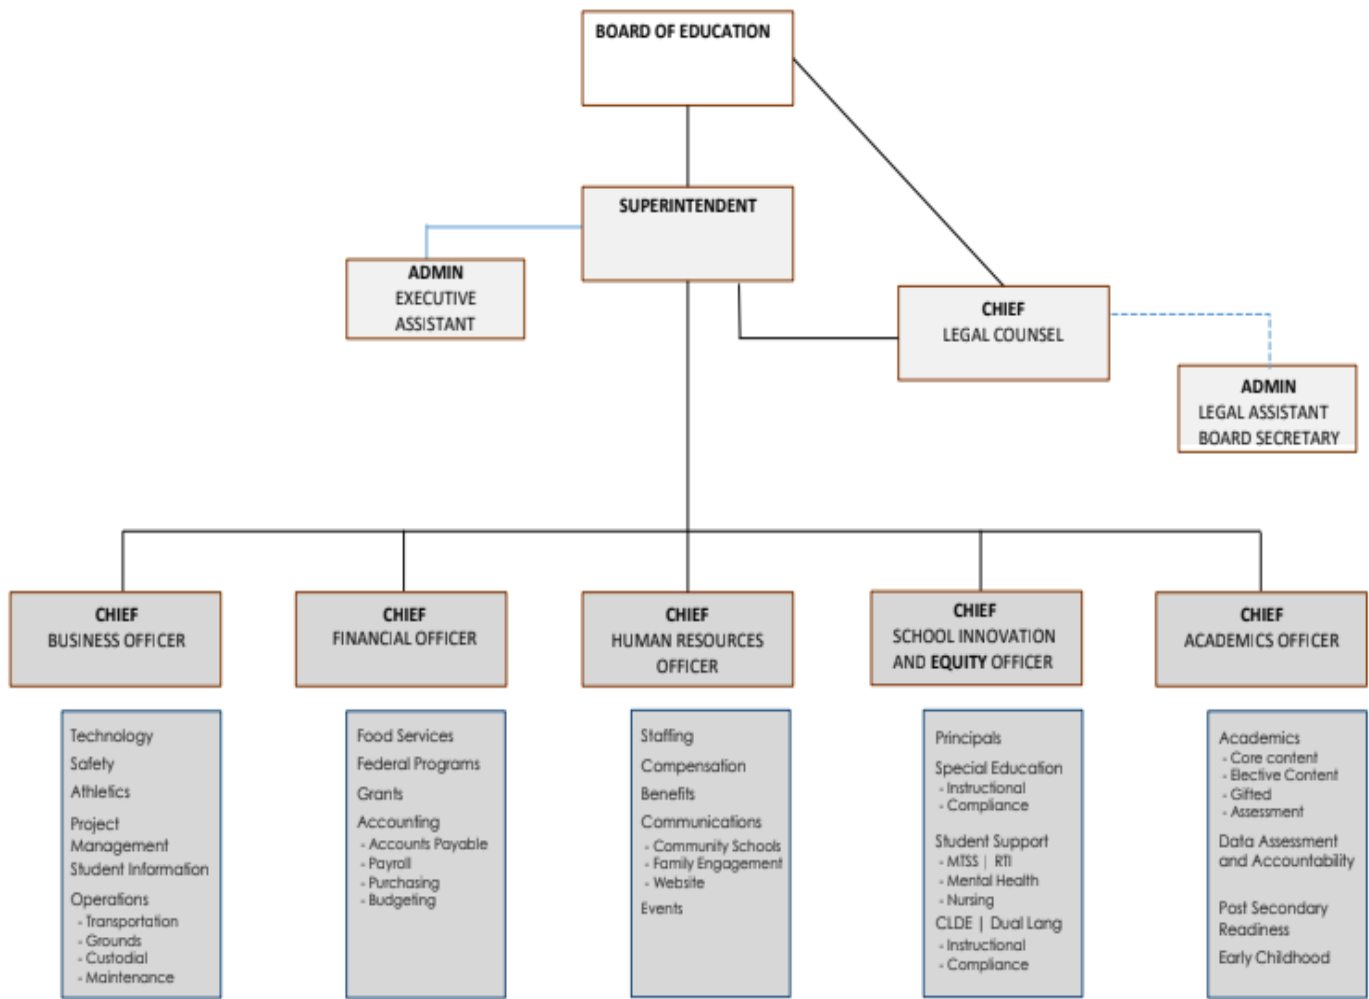 BOARD OF EDUCATION
SUPERINTENDENT
ADMIN
EXECUTIVE
ASSISTANT
CHIEF
LEGAL COUNSEL
ADMIN
LEGAL ASSISTANT
BOARD SECRETARY
CHIEF
BUSINESS OFFICER
CHIEF
FINANCIAL OFFICER
CHIEF
HUMAN RESOURCES
OFFICER
CHIEF
SCHOOL INNOVATION
AND EQUITY OFFICER
CHIEF
ACADEMICS OFFICER
Technology
Safety
Athletics
Project
Management
Student Information
Operations
- Transportation
- Grounds
- Custodial
- Maintenance
Food Services
Federal Programs
Grants
Accounting
- Accounts Payable
- Payroll
- Purchasing
- Budgeting
Staffing
Compensation
Benefits
Communications
- Community Schools
- Family Engagement
- Website
Events
Principals
Special Education
- Instructional
- Compliance
Student Support
- MTSS | RTI
- Mental Health
- Nursing
CLDE | Dual Lang
- Instructional
- Compliance
Academics
- Core content
- Elective Content
- Gifted
- Assessment
Data Assessment
and Accountability
Post Secondary
Readiness
Early Childhood